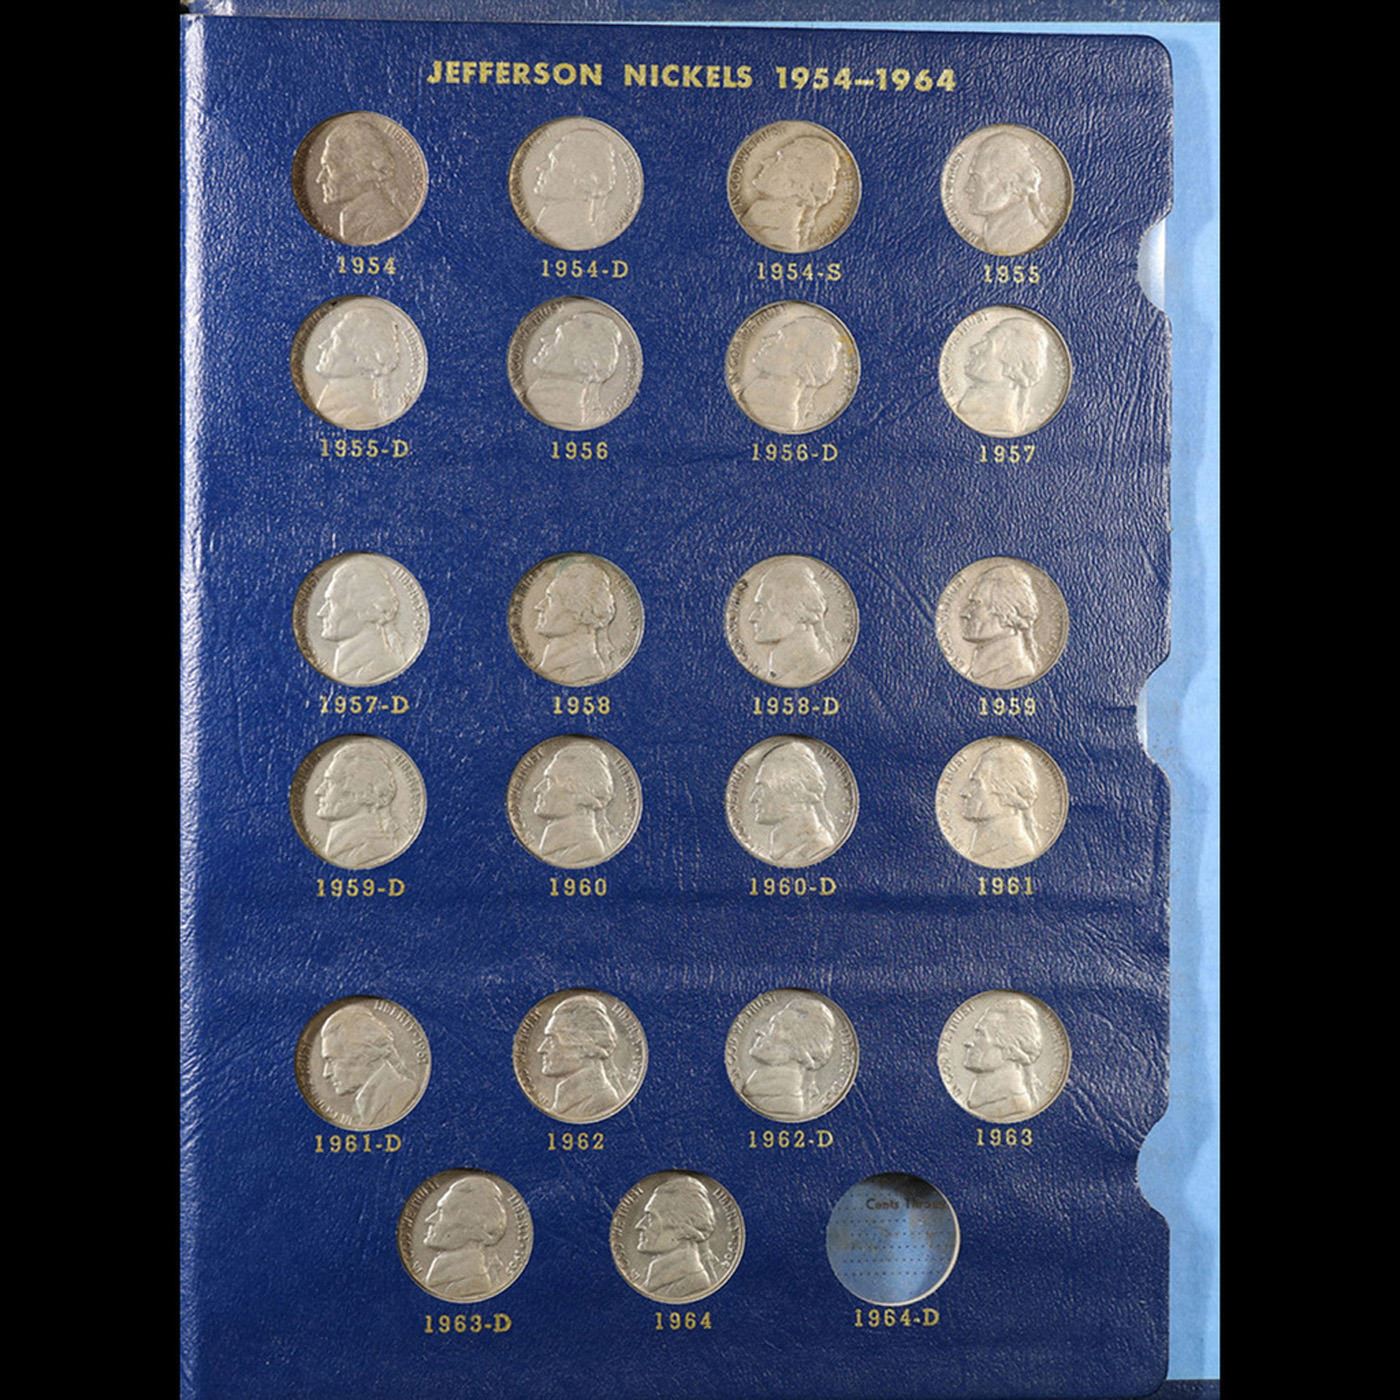 JEFFERSON NICKELS 1954–1964
1954 1954-D 1954-S 1955
1955-D 1956 1956-D 1957
1957-D 1958 1958-D 1959
1959-D 1960 1960-D 1961
1961-D 1962 1962-D 1963
Cents
1963-D 1964 1964-D